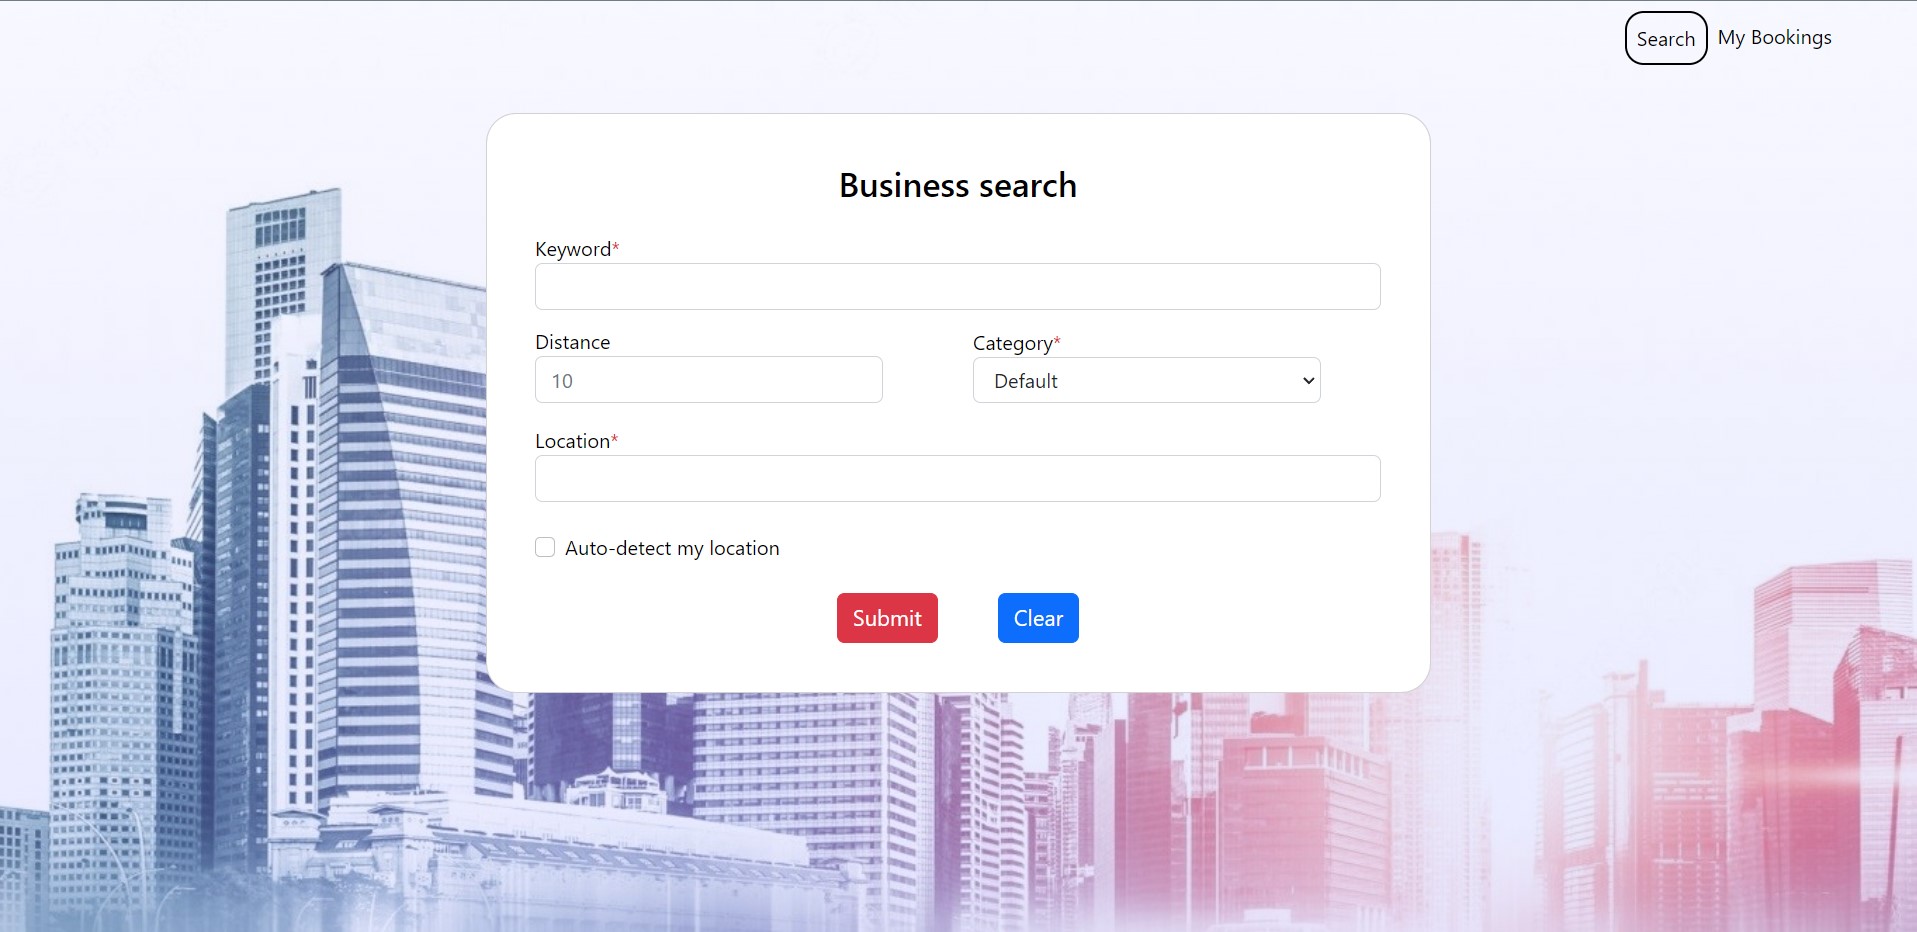 Search My Bookings
Business search
Keyword*
Distance
Category*
10
Default
Location*
Auto-detect my location
Submit
Clear